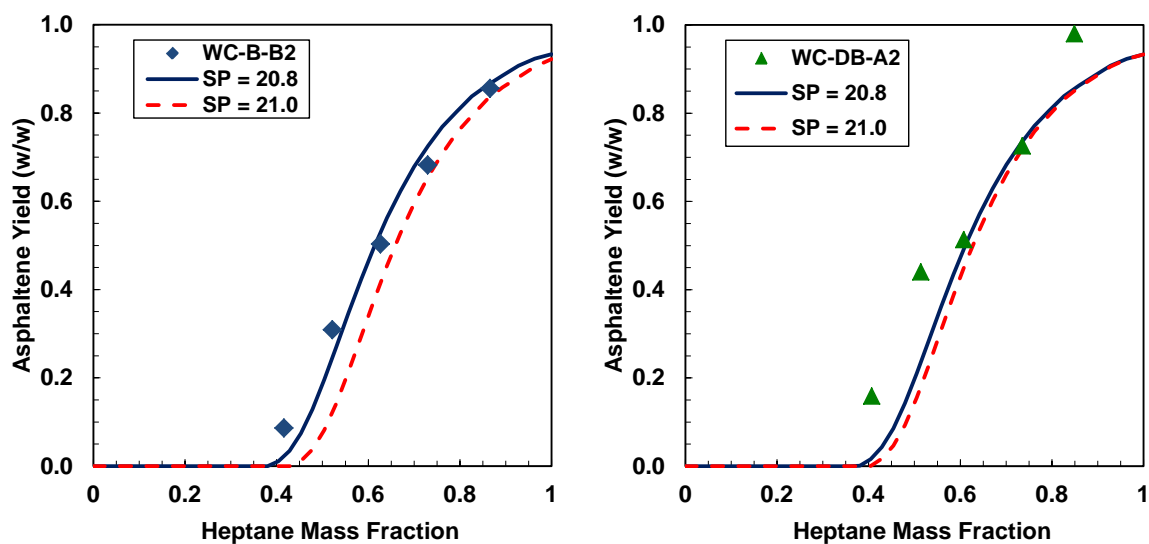 1.0
0.8
0.6
0.4
0.2
0.0
Asphaltene Yield (w/w)
WC-B-B2
SP = 20.8
SP = 21.0
0 0.2 0.4 0.6 0.8 1
Heptane Mass Fraction
1.0
0.8
0.6
0.4
0.2
0.0
Asphaltene Yield (w/w)
WC-DB-A2
SP = 20.8
SP = 21.0
0 0.2 0.4 0.6 0.8 1
Heptane Mass Fraction